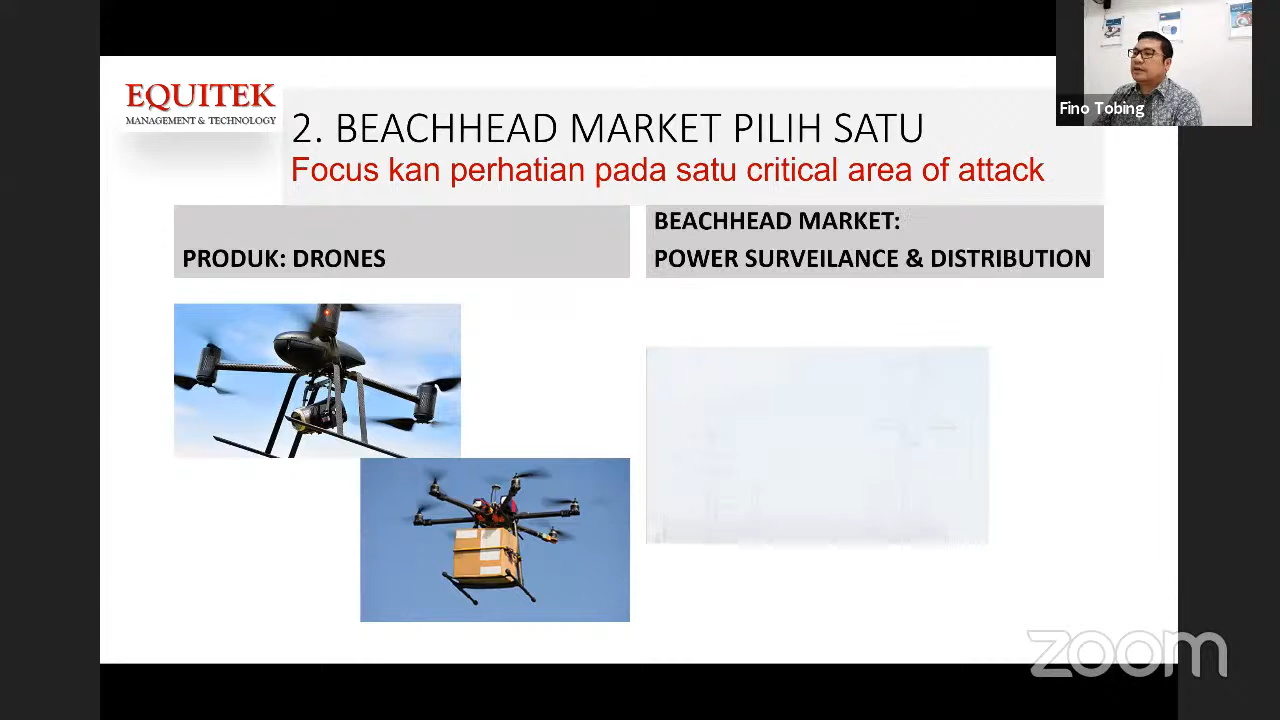 EQUITEK
MANAGEMENT & TECHNOLOGY
2. BEACHHEAD MARKET PILIH SATU
Focus kan perhatian pada satu critical area of attack
PRODUK: DRONES
BEACHHEAD MARKET:
POWER SURVEILANCE & DISTRIBUTION
Fino Tobing
zoom